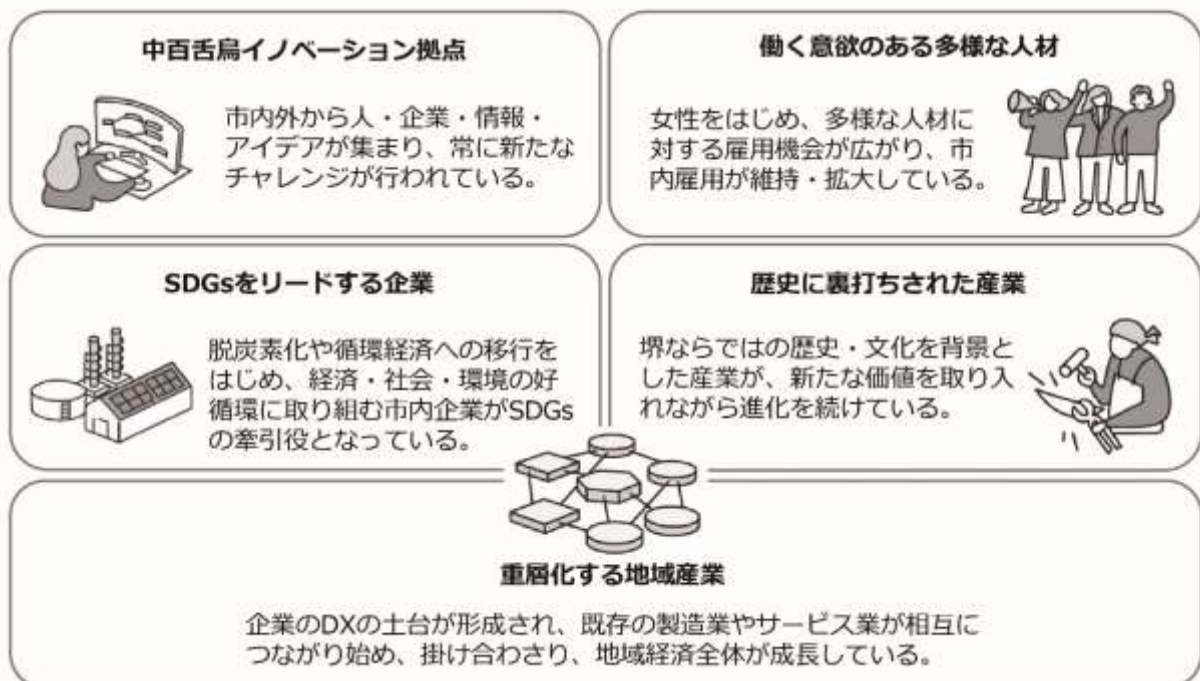 中百舌鳥イノベーション拠点
市内外から人・企業・情報・
アイデアが集まり、常に新たな
チャレンジが行われている。
働く意欲のある多様な人材
女性をはじめ、多様な人材に
対する雇用機会が広がり、市
内雇用が維持・拡大している。
SDGsをリードする企業
脱炭素化や循環経済への移行を
はじめ、経済・社会・環境の好
循環に取り組む市内企業がSDGs
の牽引役となっている。
歴史に裏打ちされた産業
堺ならではの歴史・文化を背景と
した産業が、新たな価値を取り入
れながら進化を続けている。
重層化する地域産業
企業のDXの土台が形成され、既存の製造業やサービス業が相互に
つながり始め、掛け合わさり、地域経済全体が成長している。